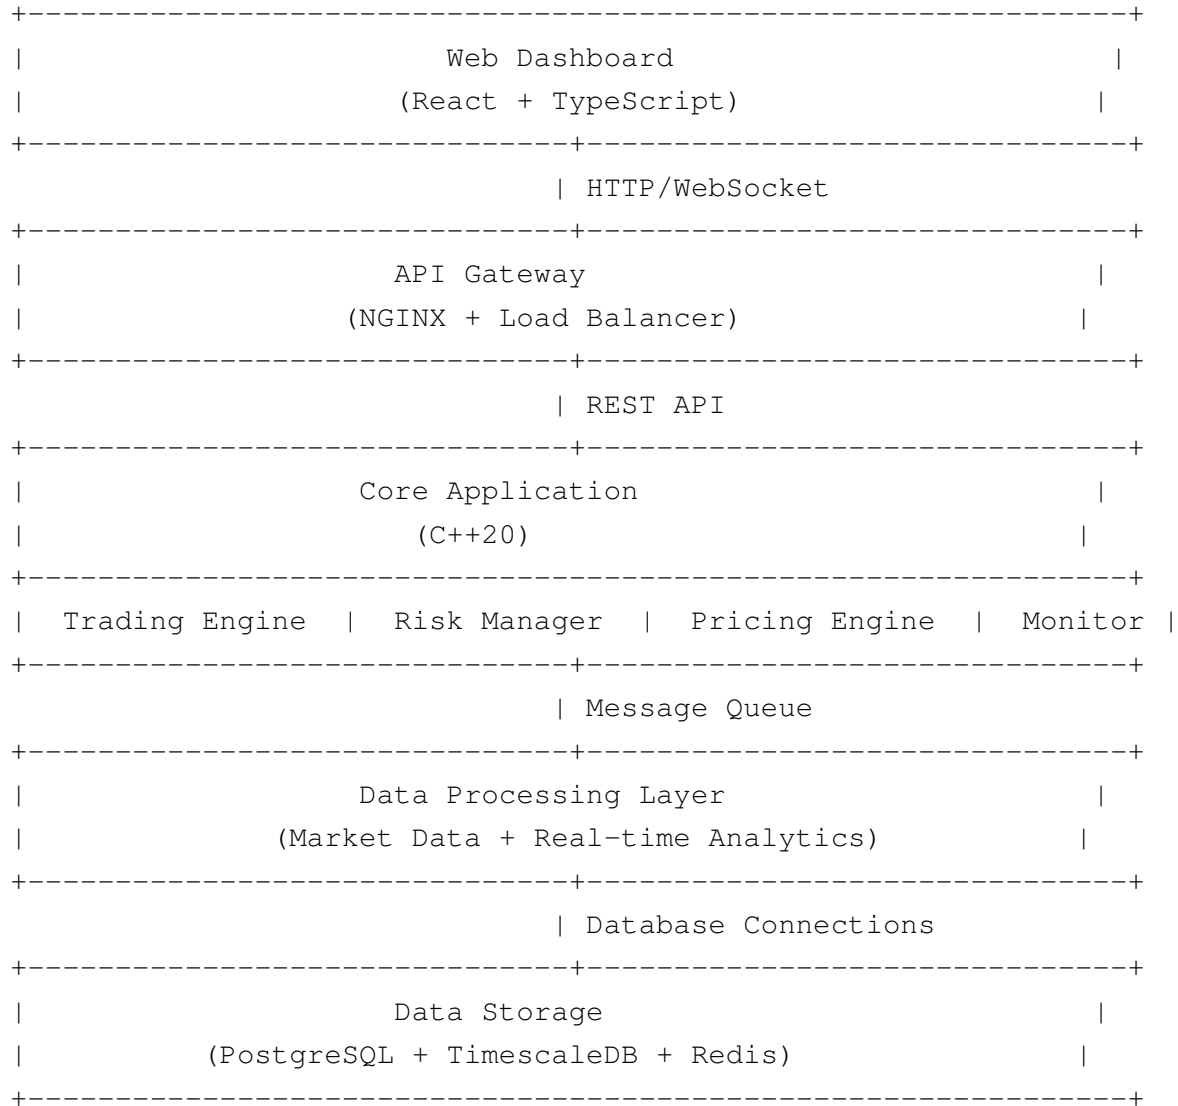 +---------------------------------------------------------------+
|                        Web Dashboard                         |
|                     (React + TypeScript)                    |
+-------------------------------+-------------------------------+
                               | HTTP/WebSocket
+-------------------------------+-------------------------------+
|                     API Gateway                             |
|                  (NGINX + Load Balancer)                   |
+-------------------------------+-------------------------------+
                               | REST API
+-------------------------------+-------------------------------+
|                   Core Application                          |
|                      (C++20)                               |
+---------------------------------------------------------------+
|  Trading Engine  |  Risk Manager  |  Pricing Engine  |  Monitor |
+-------------------------------+-------------------------------+
                               | Message Queue
+-------------------------------+-------------------------------+
|                   Data Processing Layer                     |
|              (Market Data + Real-time Analytics)           |
+-------------------------------+-------------------------------+
                               | Database Connections
+-------------------------------+-------------------------------+
|                     Data Storage                            |
|          (PostgreSQL + TimescaleDB + Redis)                |
+---------------------------------------------------------------+